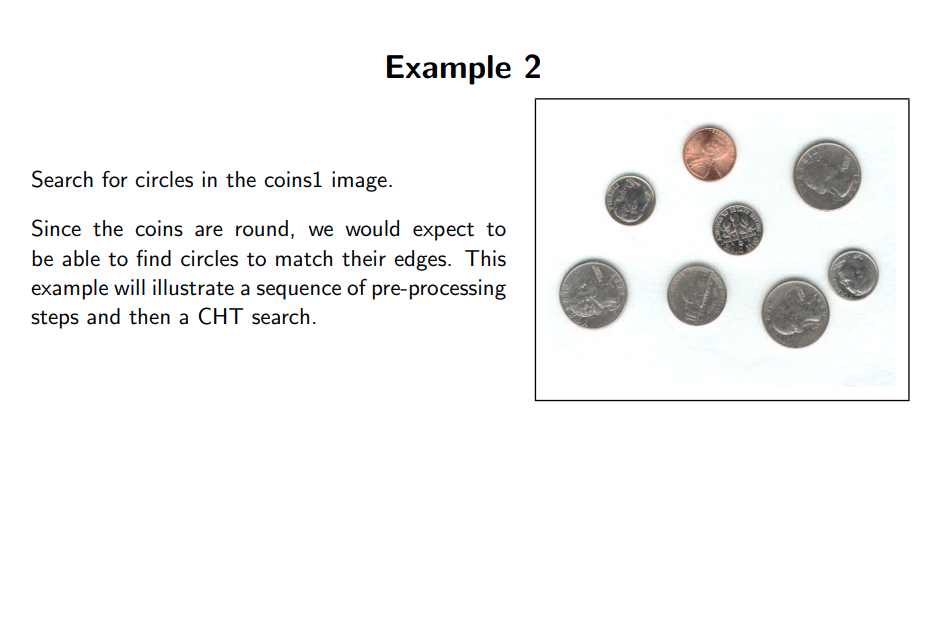 Example 2
Search for circles in the coins1 image.
Since the coins are round, we would expect to
be able to find circles to match their edges. This
example will illustrate a sequence of pre-processing
steps and then a CHT search.